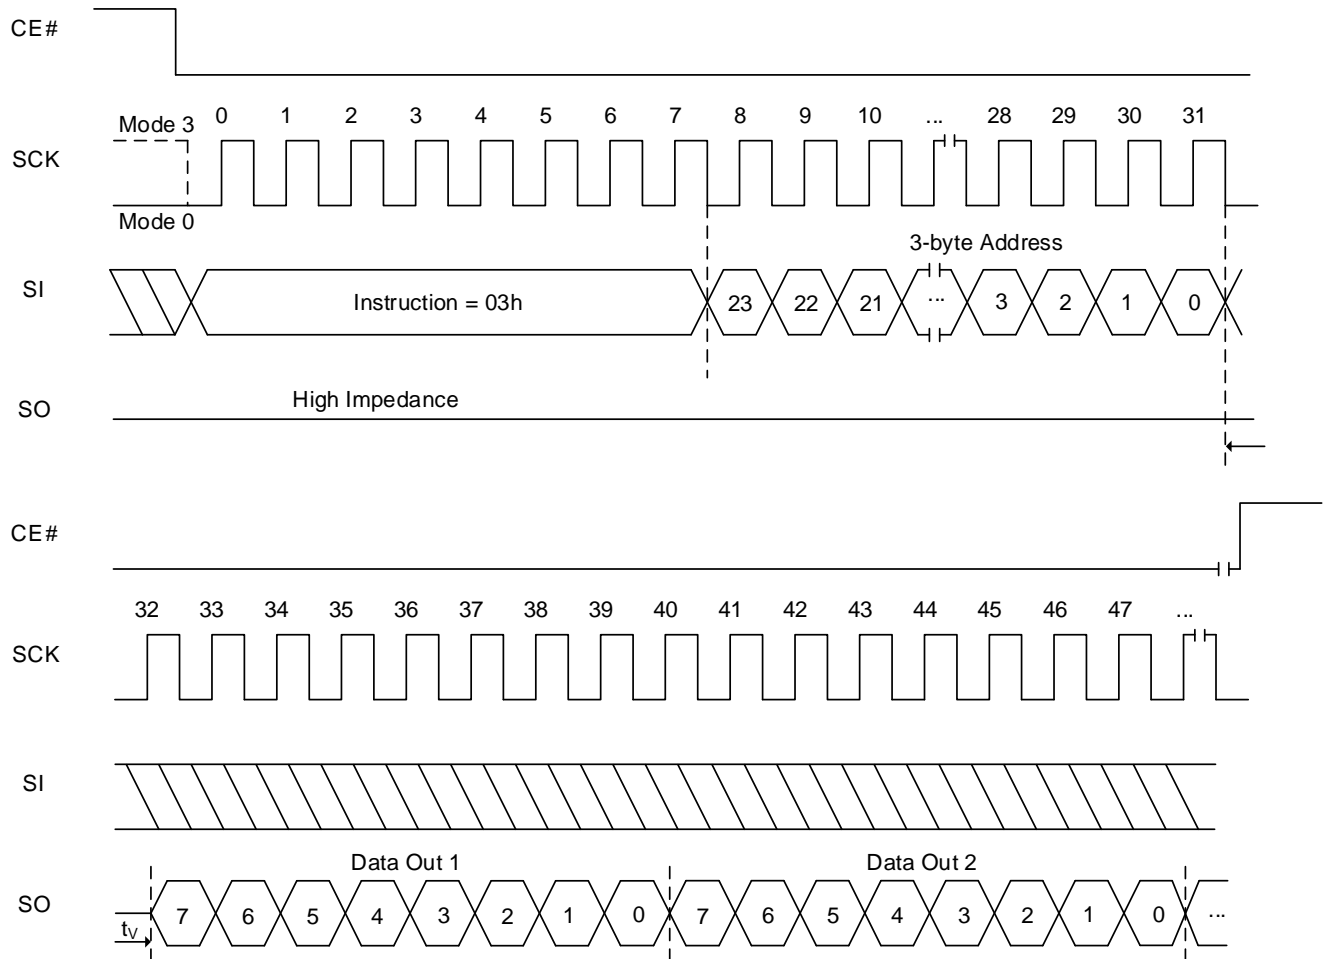 CE#
0 1 2 3 4 5 6 7 8 9 10 ... 28 29 30 31
Mode 3
SCK
Mode 0
3-byte Address
SI
Instruction = 03h 23 22 21 ... 3 2 1 0
High Impedance
SO
CE#
32 33 34 35 36 37 38 39 40 41 42 43 44 45 46 47 ...
SCK
SI
Data Out 1 Data Out 2
SO
7 6 5 4 3 2 1 0 7 6 5 4 3 2 1 0 ...
tV